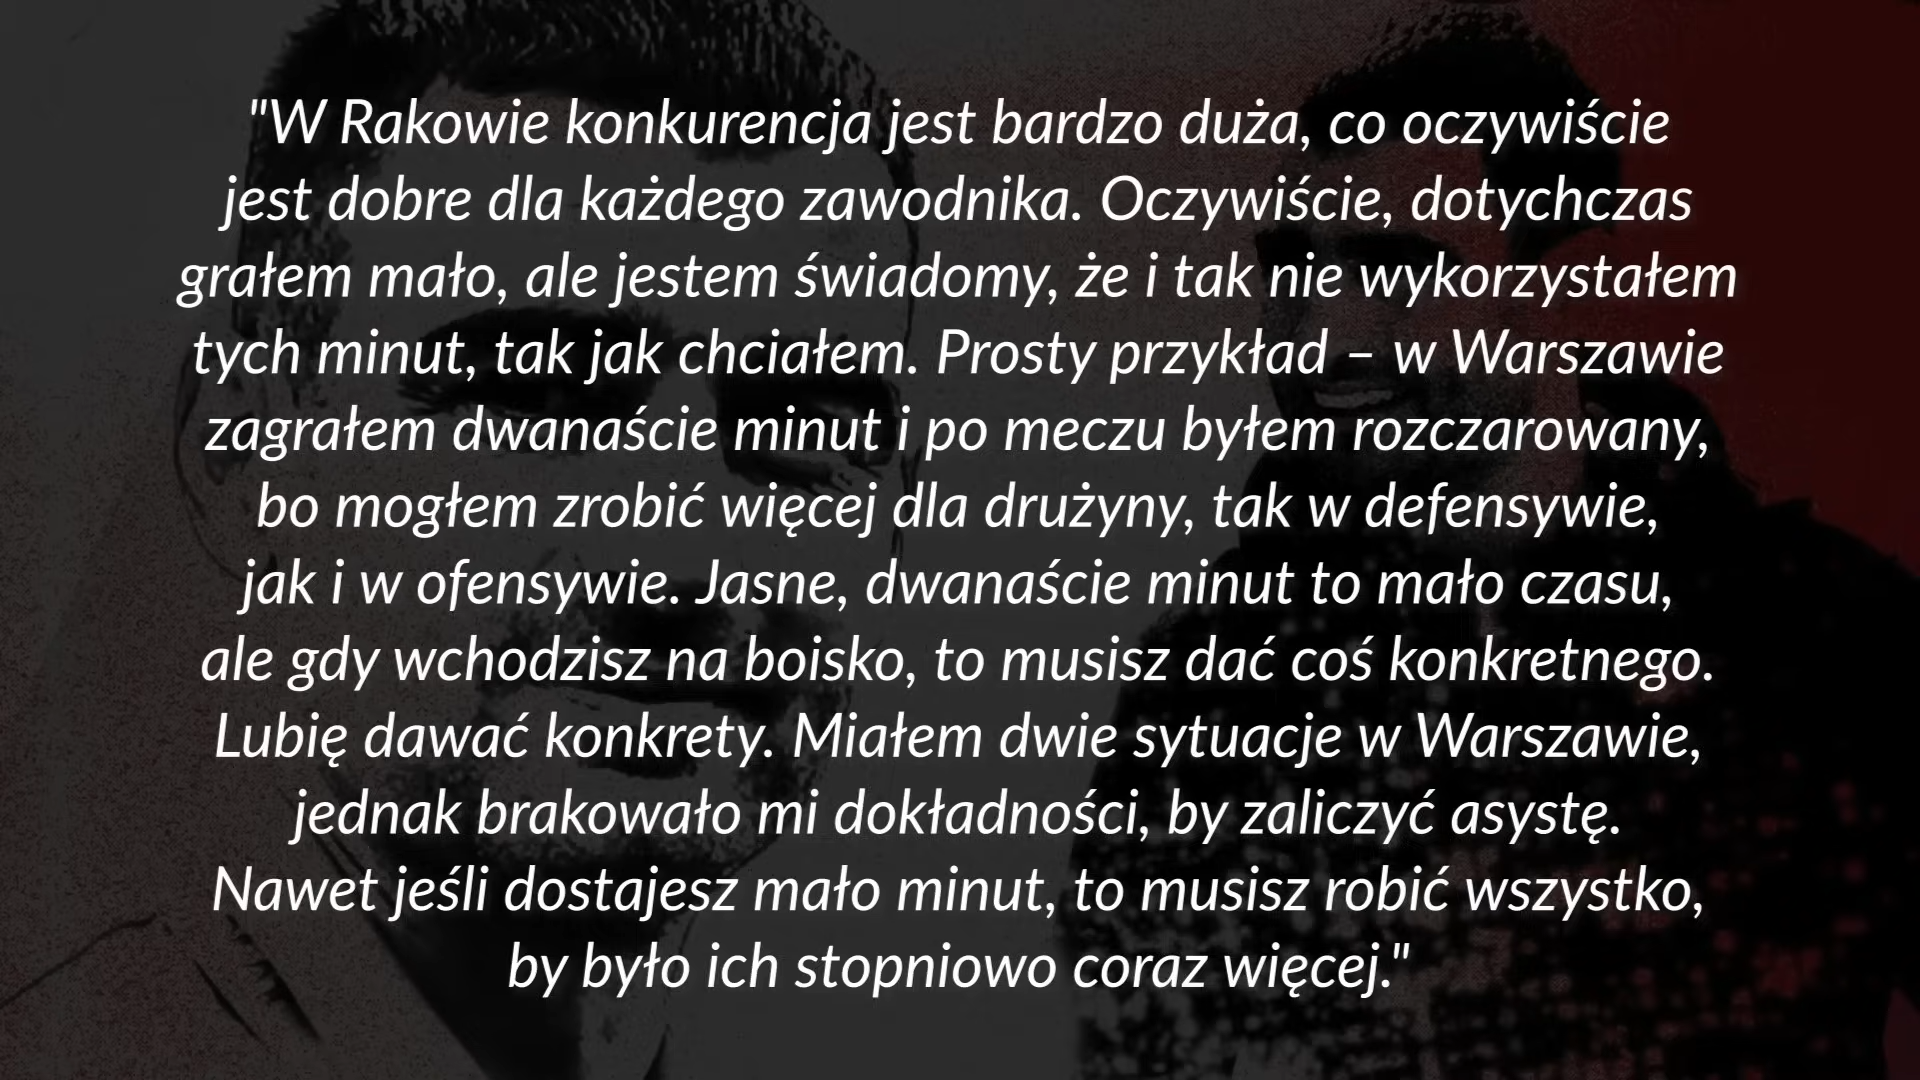 "W Rakowie konkurencja jest bardzo duża, co oczywiście
jest dobre dla każdego zawodnika. Oczywiście, dotychczas
grałem mało, ale jestem świadomy, że i tak nie wykorzystałem
tych minut, tak jak chciałem. Prosty przykład – w Warszawie
zagrałem dwanaście minut i po meczu byłem rozczarowany,
bo mogłem zrobić więcej dla drużyny, tak w defensywie,
jak i w ofensywie. Jasne, dwanaście minut to mało czasu,
ale gdy wchodzisz na boisko, to musisz dać coś konkretnego.
Lubię dawać konkrety. Miałem dwie sytuacje w Warszawie,
jednak brakowało mi dokładności, by zaliczyć asystę.
Nawet jeśli dostajesz mało minut, to musisz robić wszystko,
by było ich stopniowo coraz więcej."